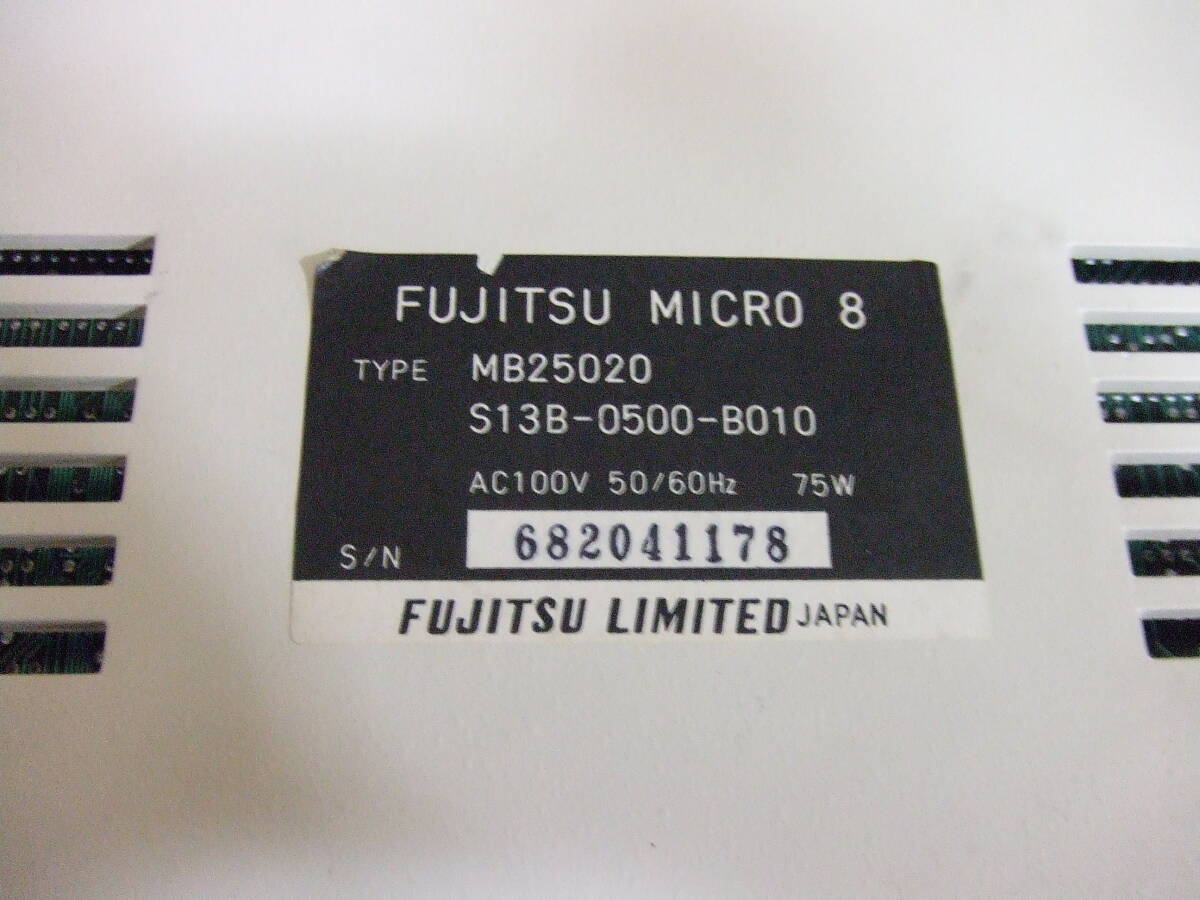 FUJITSU MICRO 8
TYPE MB25020
S13B-0500-B010
AC100V 50/60Hz 75W
S/N 682041178
FUJITSU LIMITED JAPAN